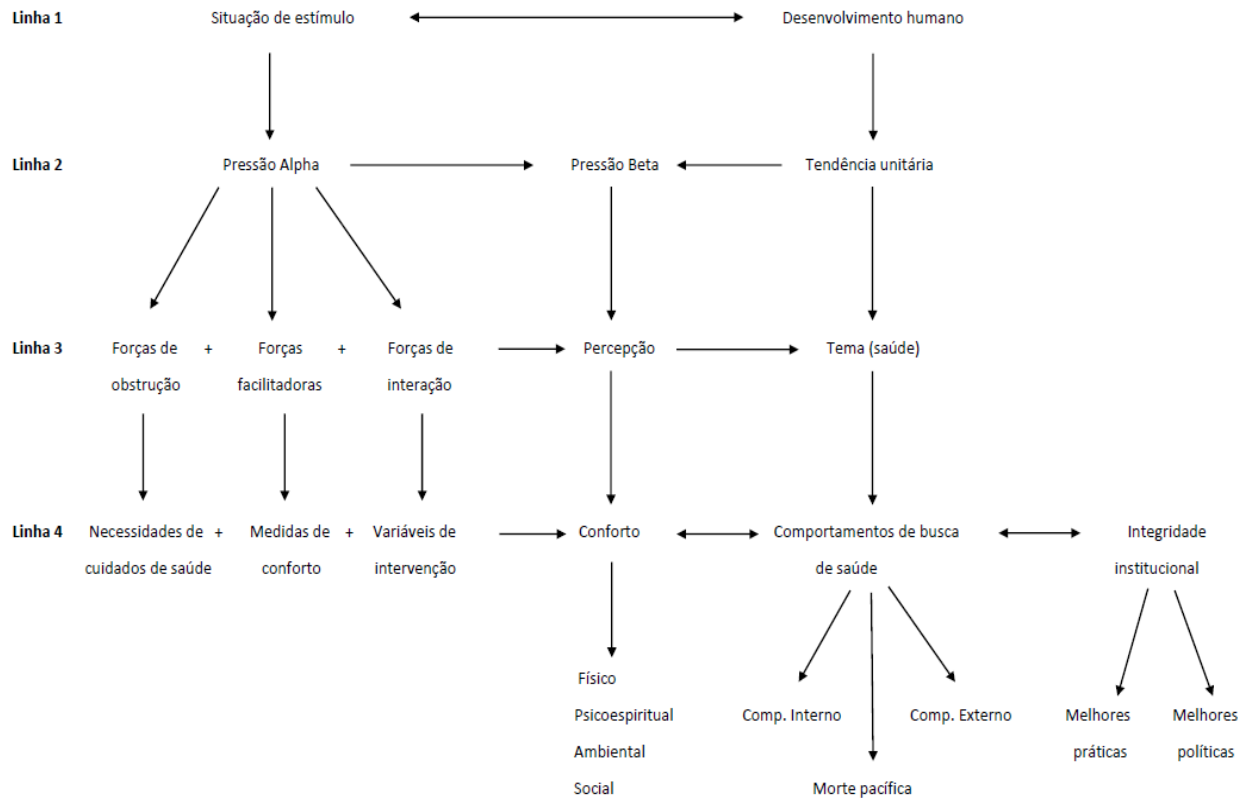 Linha 1 Situação de estímulo Desenvolvimento humano
Linha 2 Pressão Alpha Pressão Beta Tendência unitária
Linha 3 Forças de + Forças + Forças de Percepção Tema (saúde)
obstrução facilitadoras interação
Linha 4 Necessidades de + Medidas de + Variáveis de Conforto Comportamentos de busca Integridade
cuidados de saúde conforto intervenção de saúde institucional
Físico
Psicoespiritual Comp. Interno Comp. Externo Melhores Melhores
Ambiental práticas políticas
Social Morte pacífica